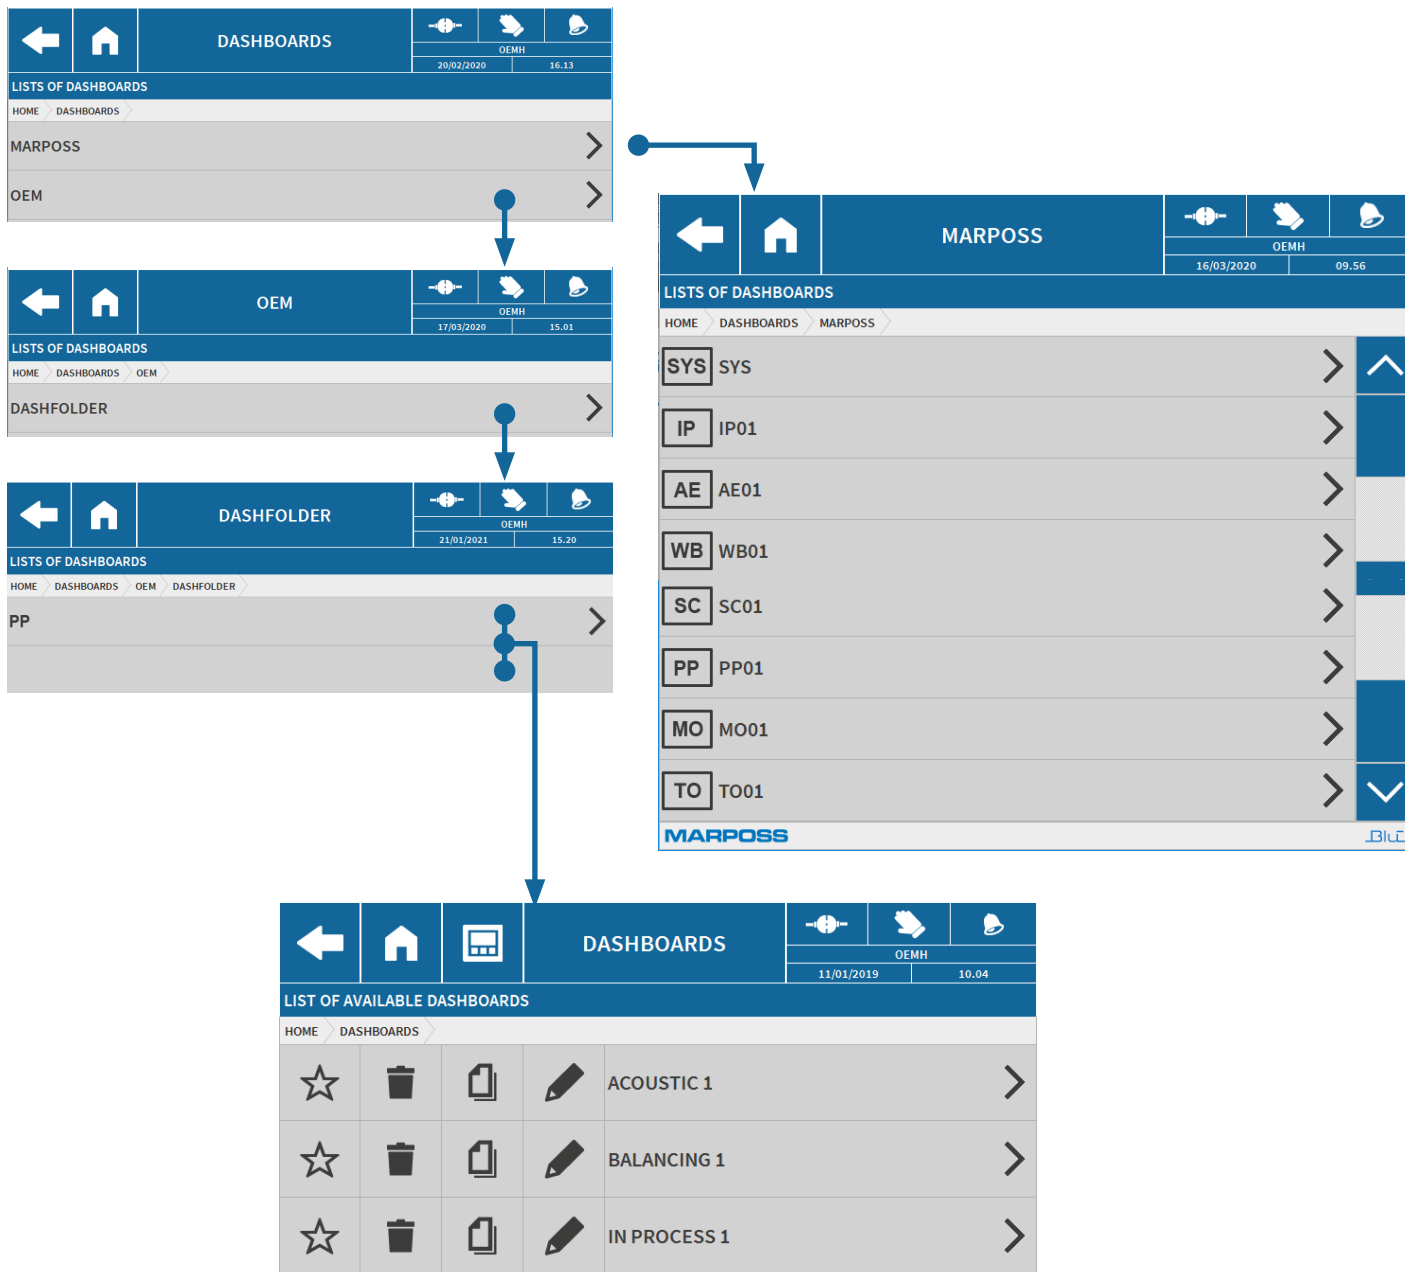 DASHBOARDS
OEMH
20/02/2020 16.13
LISTS OF DASHBOARDS
HOME DASHBOARDS
MARPOSS
OEM
OEM
OEMH
17/03/2020 15.01
LISTS OF DASHBOARDS
HOME DASHBOARDS OEM
DASHFOLDER
DASHFOLDER
OEMH
21/01/2021 15.20
LISTS OF DASHBOARDS
HOME DASHBOARDS OEM DASHFOLDER
PP
MARPOSS
OEMH
16/03/2020 09.56
LISTS OF DASHBOARDS
HOME DASHBOARDS MARPOSS
SYS SYS
IP IP01
AE AE01
WB WB01
SC SC01
PP PP01
MO MO01
TO TO01
MARPOSS Blú
DASHBOARDS
OEMH
11/01/2019 10.04
LIST OF AVAILABLE DASHBOARDS
HOME DASHBOARDS
ACOUSTIC 1
BALANCING 1
IN PROCESS 1